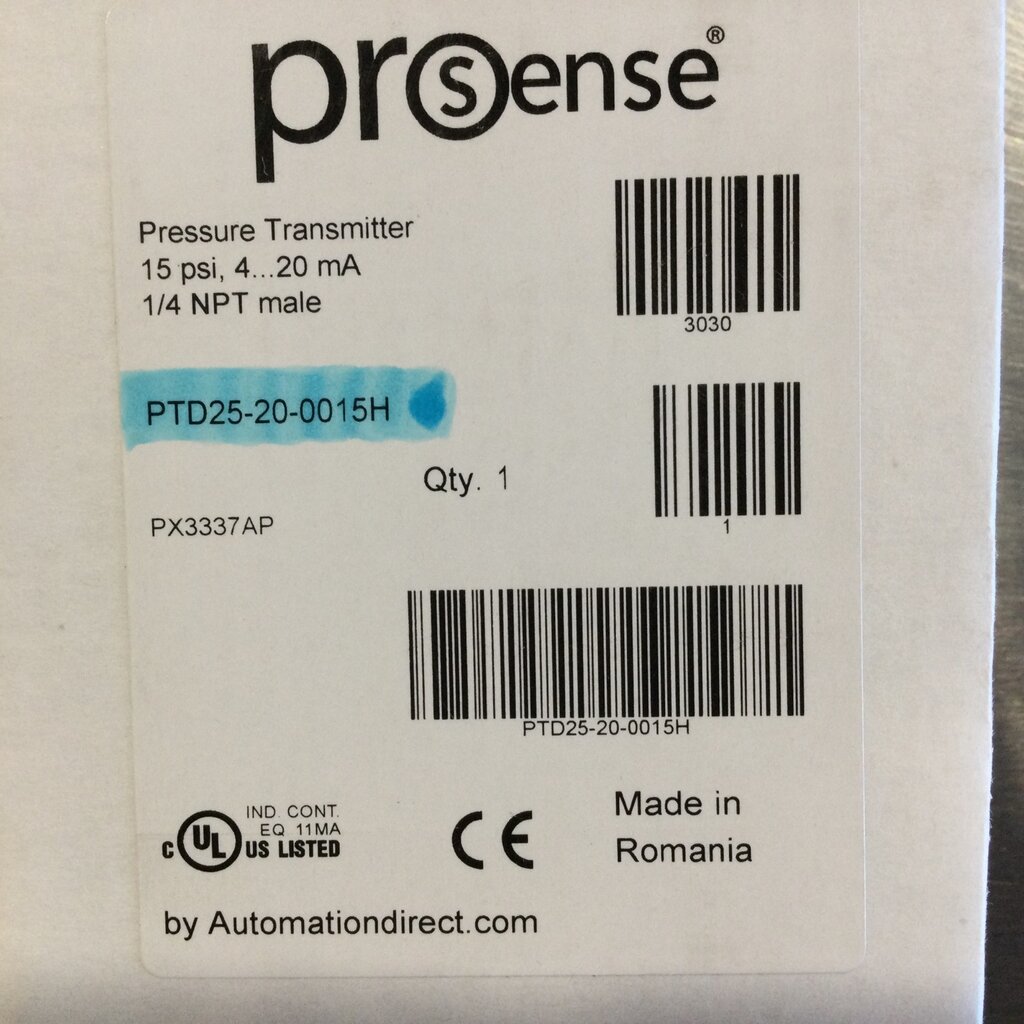 prosense®
Pressure Transmitter
15 psi, 4...20 mA
1/4 NPT male
3030
PTD25-20-0015H
Qty. 1
1
PX3337AP
PTD25-20-0015H
IND. CONT.
EQ 11MA
c UL US LISTED
CE
Made in
Romania
by Automationdirect.com